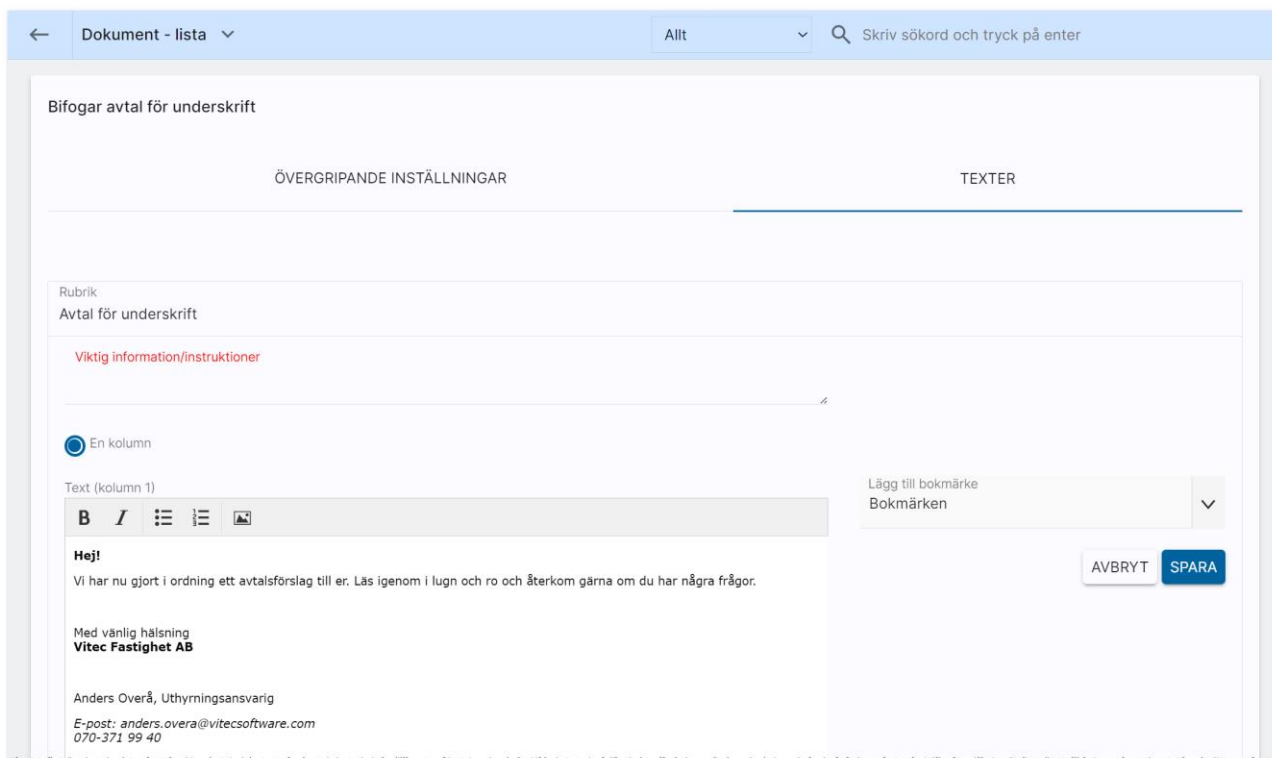 Dokument - lista
Allt
Skriv sökord och tryck på enter
Bifogar avtal för underskrift
ÖVERGRIPANDE INSTÄLLNINGAR
TEXTER
Rubrik
Avtal för underskrift
Viktig information/instruktioner
En kolumn
Text (kolumn 1)
Lägg till bokmärke
Bokmärken
B I
Hej!
Vi har nu gjort i ordning ett avtalsförslag till er. Läs igenom i lugn och ro och återkom gärna om du har några frågor.
AVBRYT
SPARA
Med vänlig hälsning
Vitec Fastighet AB
Anders Overå, Uthyrningsansvarig
E-post: anders.overa@vitecsoftware.com
070-371 99 40